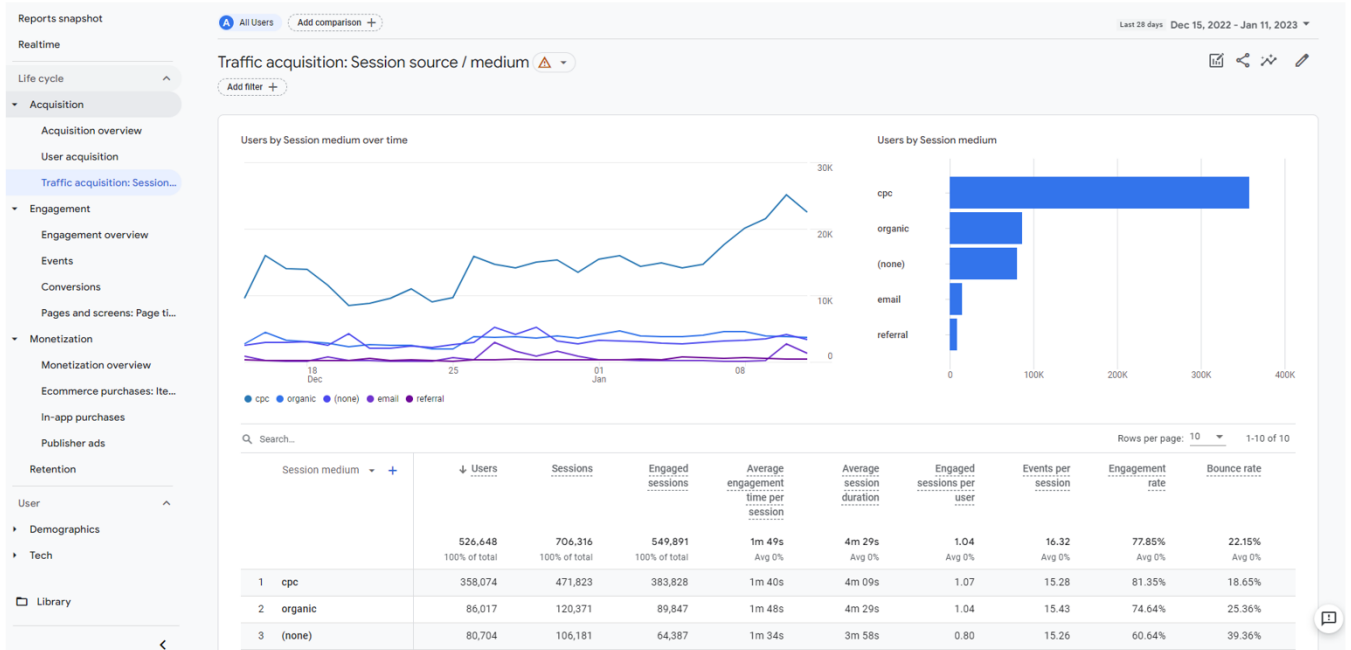 Reports snapshot
Realtime
Life cycle
Acquisition
Acquisition overview
User acquisition
Traffic acquisition: Session...
Engagement
Engagement overview
Events
Conversions
Pages and screens: Page ti...
Monetization
Monetization overview
Ecommerce purchases: Ite...
In-app purchases
Publisher ads
Retention
User
Demographics
Tech
Library
A All Users Add comparison +
Last 28 days Dec 15, 2022 - Jan 11, 2023
Traffic acquisition: Session source / medium
Add filter +
Users by Session medium over time
30K
20K
10K
0
18 Dec
25
01 Jan
08
cpc organic (none) email referral
Users by Session medium
cpc
organic
(none)
email
referral
0 100K 200K 300K 400K
Search...
Rows per page: 10 1-10 of 10
Session medium + ↓ Users Sessions Engaged sessions Average engagement time per session Average session duration Engaged sessions per user Events per session Engagement rate Bounce rate
526,648 706,316 549,891 1m 49s 4m 29s 1.04 16.32 77.85% 22.15%
100% of total 100% of total 100% of total Avg 0% Avg 0% Avg 0% Avg 0% Avg 0% Avg 0%
1 cpc 358,074 471,823 383,828 1m 40s 4m 09s 1.07 15.28 81.35% 18.65%
2 organic 86,017 120,371 89,847 1m 48s 4m 29s 1.04 15.43 74.64% 25.36%
3 (none) 80,704 106,181 64,387 1m 34s 3m 58s 0.80 15.26 60.64% 39.36%